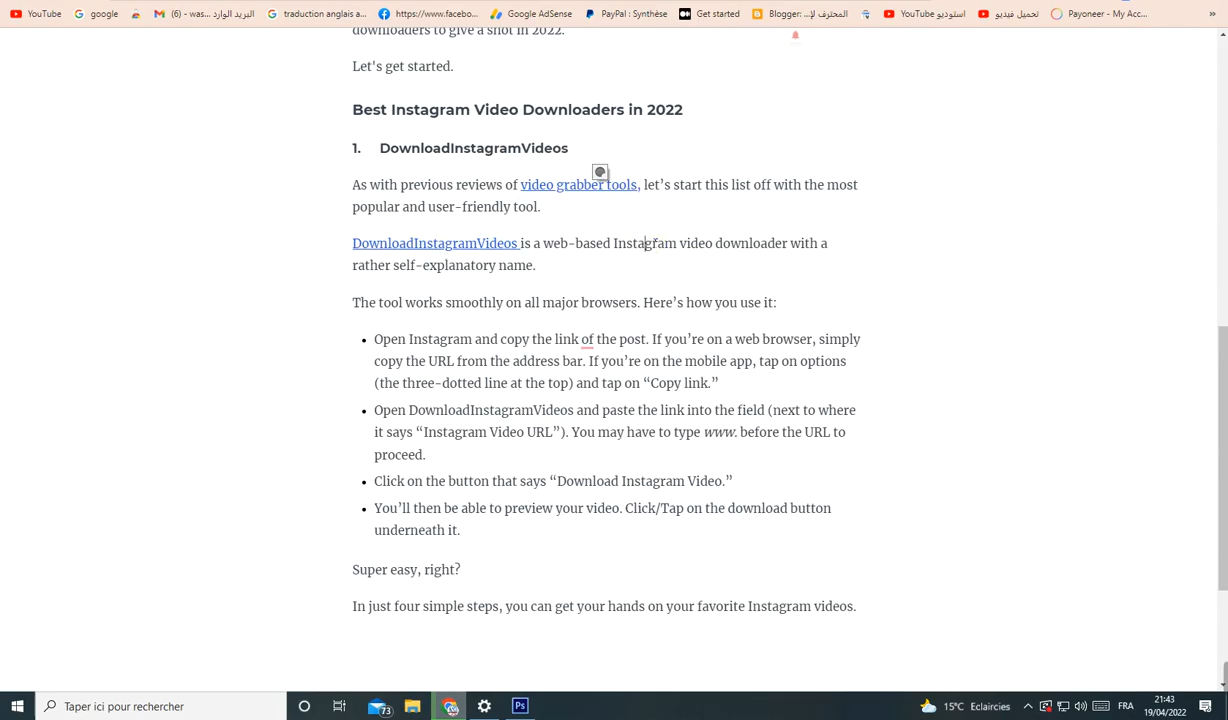 YouTube google (6) - was... البريد الوارد traduction anglais a... https://www.facebo... Google AdSense PayPal : Synthèse Get started Blogger: المحترف لإ... YouTube استوديو تحميل فيديو Payoneer - My Acc... »
downloaders to give a shot in 2022.
Let's get started.
Best Instagram Video Downloaders in 2022
1. DownloadInstagramVideos
As with previous reviews of video grabber tools, let’s start this list off with the most
popular and user-friendly tool.
DownloadInstagramVideos is a web-based Instagram video downloader with a
rather self-explanatory name.
The tool works smoothly on all major browsers. Here’s how you use it:
• Open Instagram and copy the link of the post. If you’re on a web browser, simply
copy the URL from the address bar. If you’re on the mobile app, tap on options
(the three-dotted line at the top) and tap on “Copy link.”
• Open DownloadInstagramVideos and paste the link into the field (next to where
it says “Instagram Video URL”). You may have to type www. before the URL to
proceed.
• Click on the button that says “Download Instagram Video.”
• You’ll then be able to preview your video. Click/Tap on the download button
underneath it.
Super easy, right?
In just four simple steps, you can get your hands on your favorite Instagram videos.
Taper ici pour rechercher 73 Ps 15°C Eclaircies FRA 21:43
19/04/2022